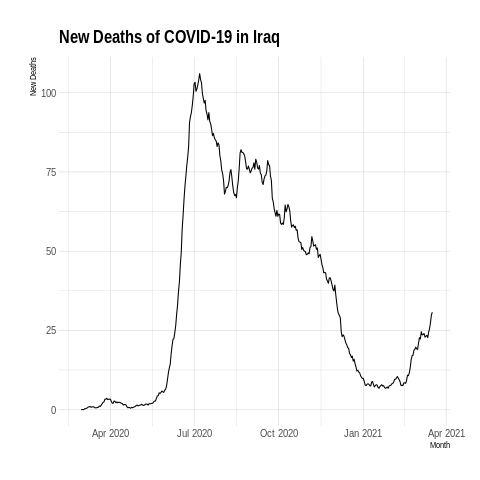 New Deaths of COVID-19 in Iraq
New Deaths
100
75
50
25
0
Apr 2020 Jul 2020 Oct 2020 Jan 2021 Apr 2021
Month